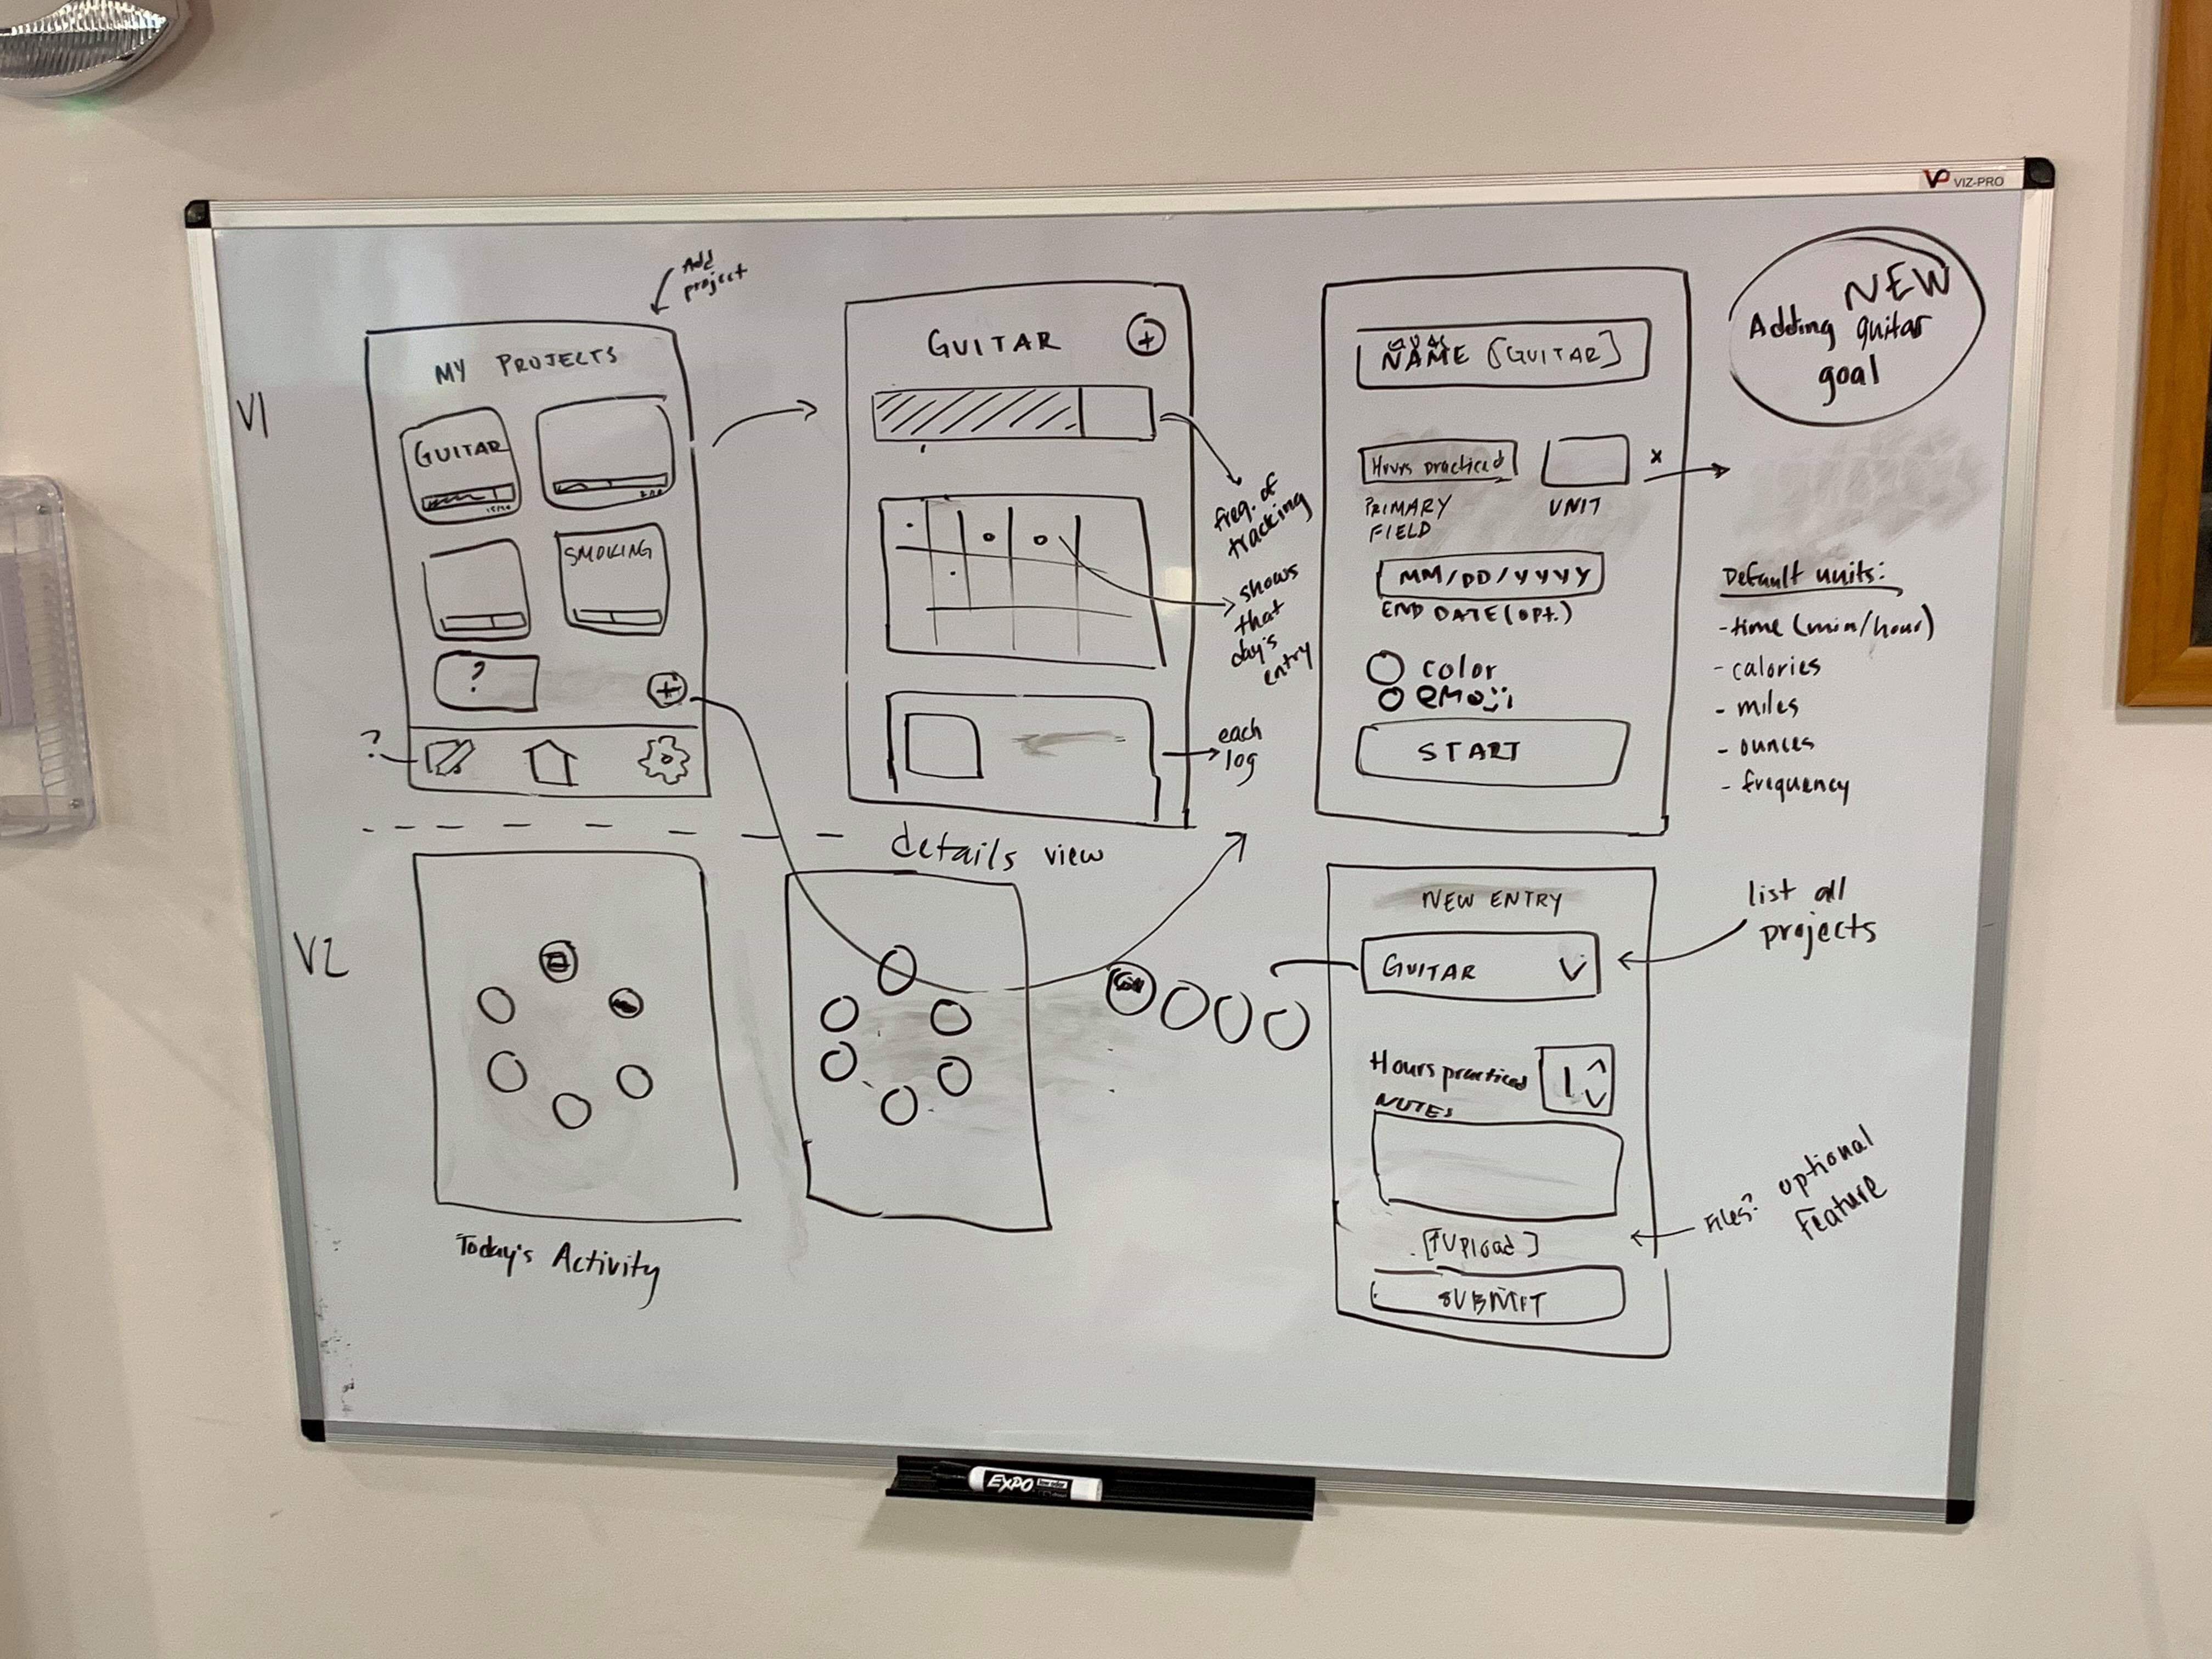 VP VIZ-PRO
Add
project
V1
MY PROJECTS
GUITAR
SMOKING
?
?
GUITAR
+
freq. of
tracking
shows
that
day's
entry
each
log
details view
NAME [GUITAR]
Hours practiced
PRIMARY
FIELD
UNIT
x
MM/DD/YYYY
END DATE (OPT.)
color
emoji
START
NEW
Adding guitar
goal
Default units:
- time (min/hour)
- calories
- miles
- ounces
- frequency
V2
Today's Activity
NEW ENTRY
GUITAR
list all
projects
Hours practiced
1
NOTES
[↑Upload]
Files? optional
feature
SUBMIT
EXPO